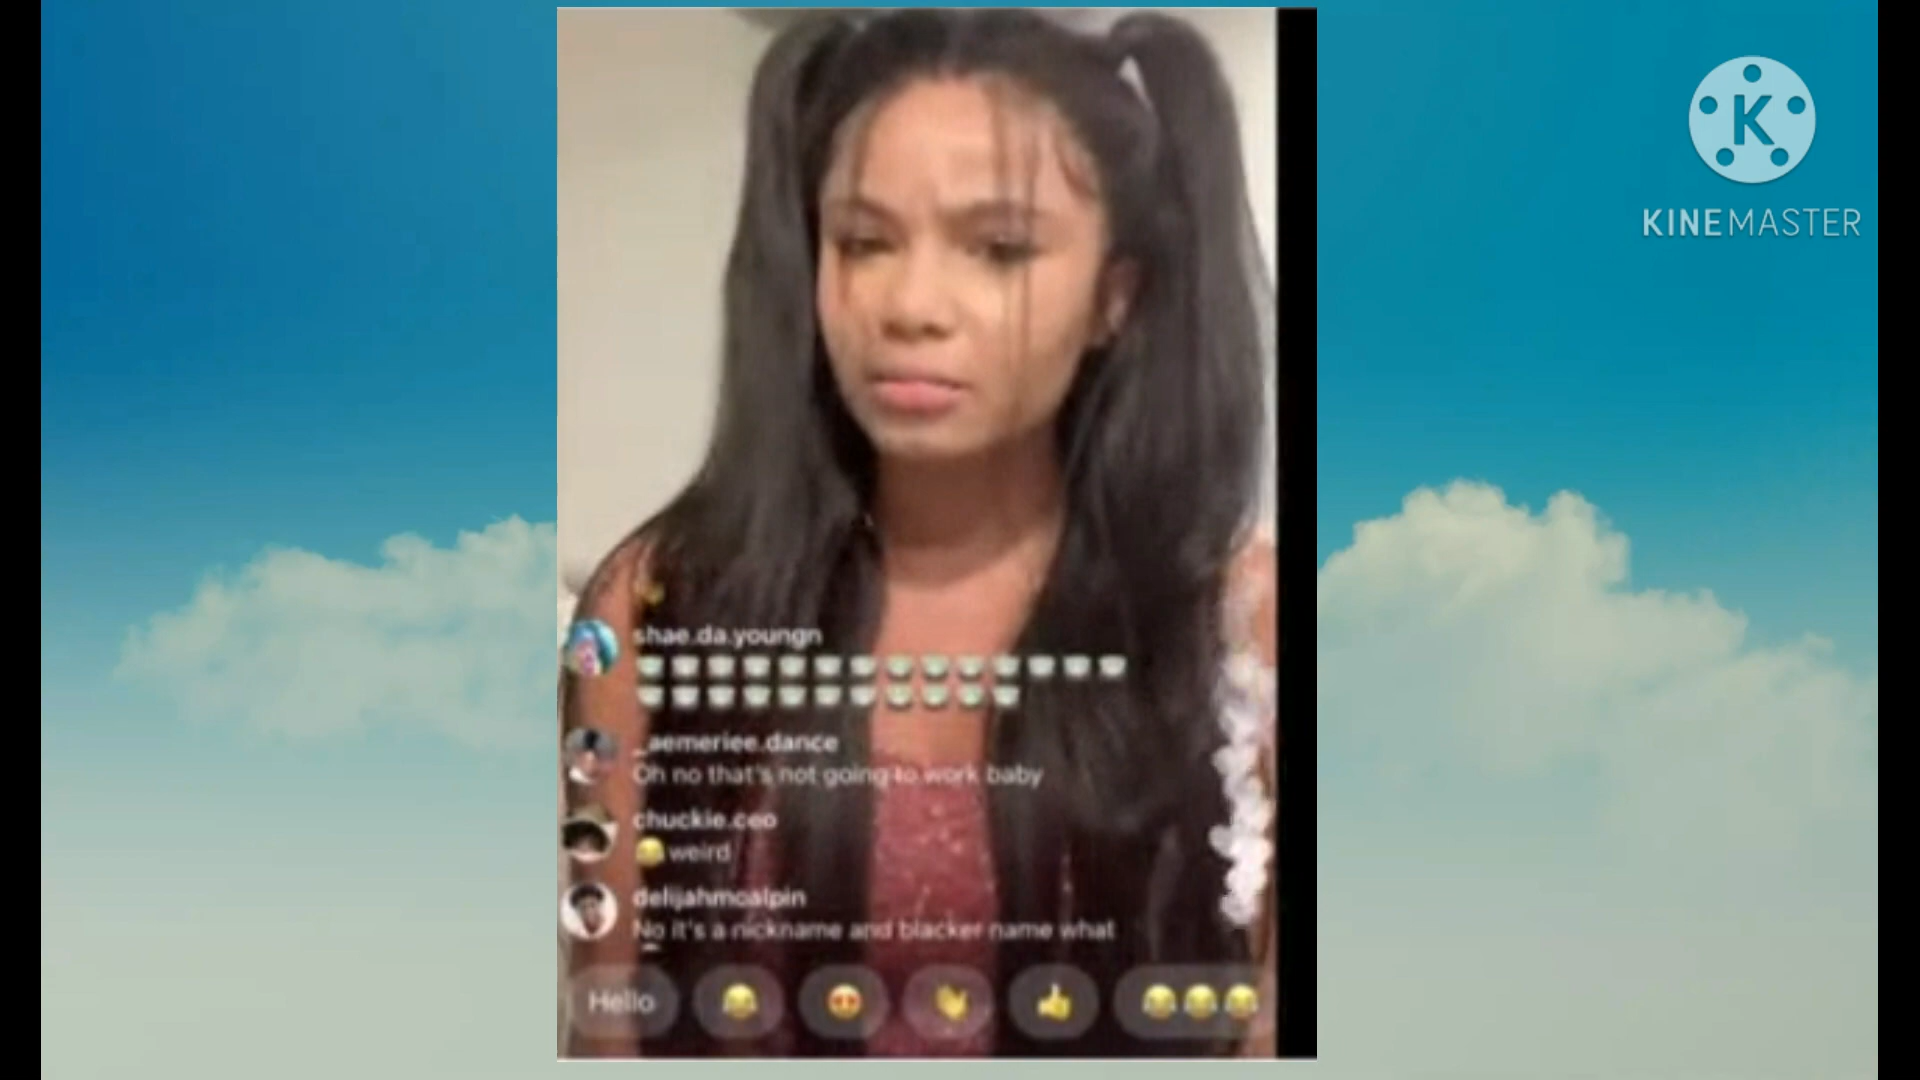 K
KINEMASTER
shae.da.youngn
_aemeriee.dance
Oh no that's not going to work baby
chuckie.ceo
😂 weird
delijahmcalpin
No it's a nickname and blacker name what
Hello